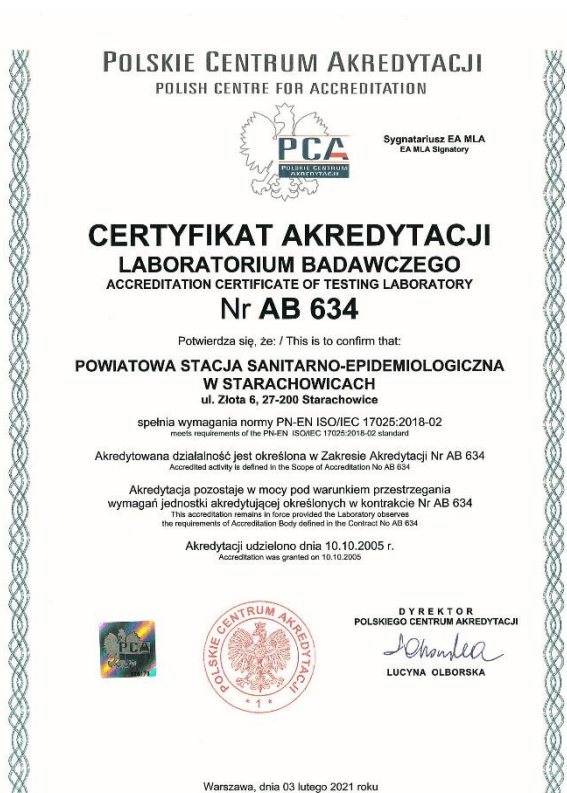 POLSKIE CENTRUM AKREDYTACJI
POLISH CENTRE FOR ACCREDITATION
PCA
POLSKIE CENTRUM
AKREDYTACJI
Sygnatariusz EA MLA
EA MLA Signatory
CERTYFIKAT AKREDYTACJI
LABORATORIUM BADAWCZEGO
ACCREDITATION CERTIFICATE OF TESTING LABORATORY
Nr AB 634
Potwierdza się, że: / This is to confirm that:
POWIATOWA STACJA SANITARNO-EPIDEMIOLOGICZNA
W STARACHOWICACH
ul. Złota 6, 27-200 Starachowice
spełnia wymagania normy PN-EN ISO/IEC 17025:2018-02
meets requirements of the PN-EN ISO/IEC 17025:2018-02 standard
Akredytowana działalność jest określona w Zakresie Akredytacji Nr AB 634
Accredited activity is defined in the Scope of Accreditation No AB 634
Akredytacja pozostaje w mocy pod warunkiem przestrzegania
wymagań jednostki akredytującej określonych w kontrakcie Nr AB 634
This accreditation remains in force provided the Laboratory observes
the requirements of Accreditation Body defined in the Contract No AB 634
Akredytacji udzielono dnia 10.10.2005 r.
Accreditation was granted on 10.10.2005
PCA
POLSKIE CENTRUM AKREDYTACJI
* 1 *
DYREKTOR
POLSKIEGO CENTRUM AKREDYTACJI
LUCYNA OLBORSKA
Warszawa, dnia 03 lutego 2021 roku